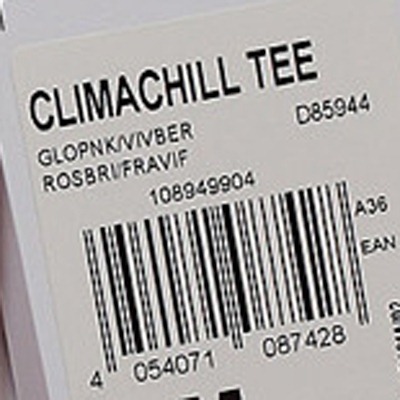 CLIMACHILL TEE
GLOPNK/VIVBER D85944
ROSBRI/FRAVIF
108949904
A36
EAN
4 054071 087428